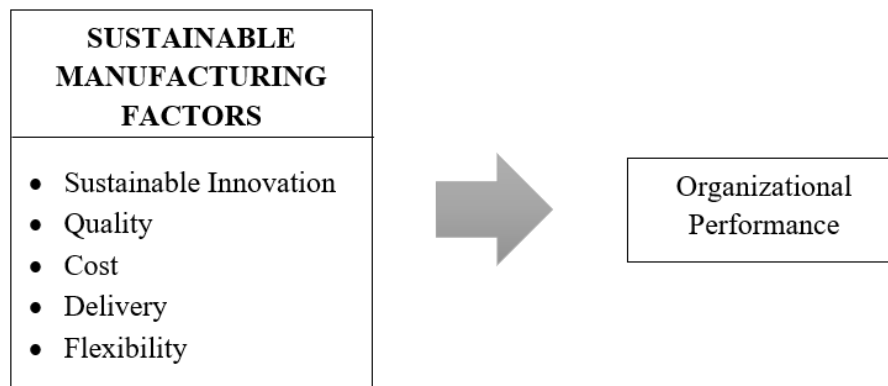 SUSTAINABLE
MANUFACTURING
FACTORS
• Sustainable Innovation
• Quality
• Cost
• Delivery
• Flexibility
Organizational
Performance